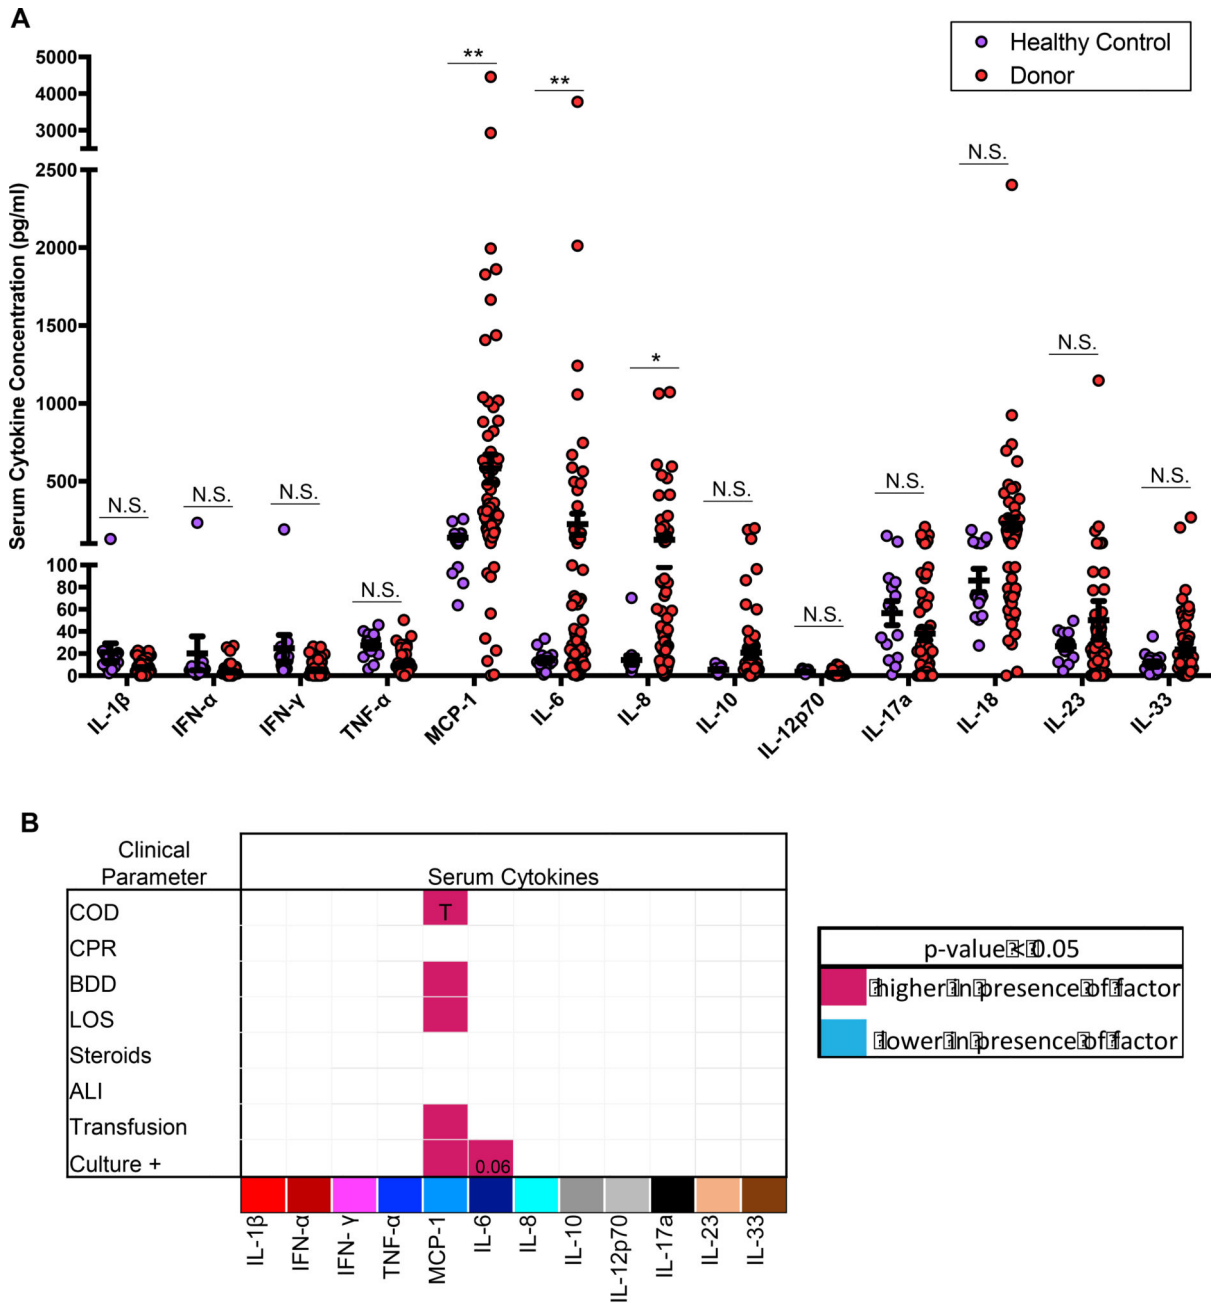 A
Healthy Control
Donor
Serum Cytokine Concentration (pg/ml)
5000
4000
3000
2500
2000
1500
1000
500
100
80
60
40
20
0
N.S.
N.S.
N.S.
N.S.
**
**
*
N.S.
N.S.
N.S.
N.S.
N.S.
N.S.
IL-1β
IFN-α
IFN-γ
TNF-α
MCP-1
IL-6
IL-8
IL-10
IL-12p70
IL-17a
IL-18
IL-23
IL-33
B
Clinical
Parameter
Serum Cytokines
COD
T
CPR
BDD
LOS
Steroids
ALI
Transfusion
Culture +
0.06
IL-1β
IFN-α
IFN- γ
TNF-α
MCP-1
IL-6
IL-8
IL-10
IL-12p70
IL-17a
IL-23
IL-33
p-value < 0.05
higher in presence of factor
lower in presence of factor